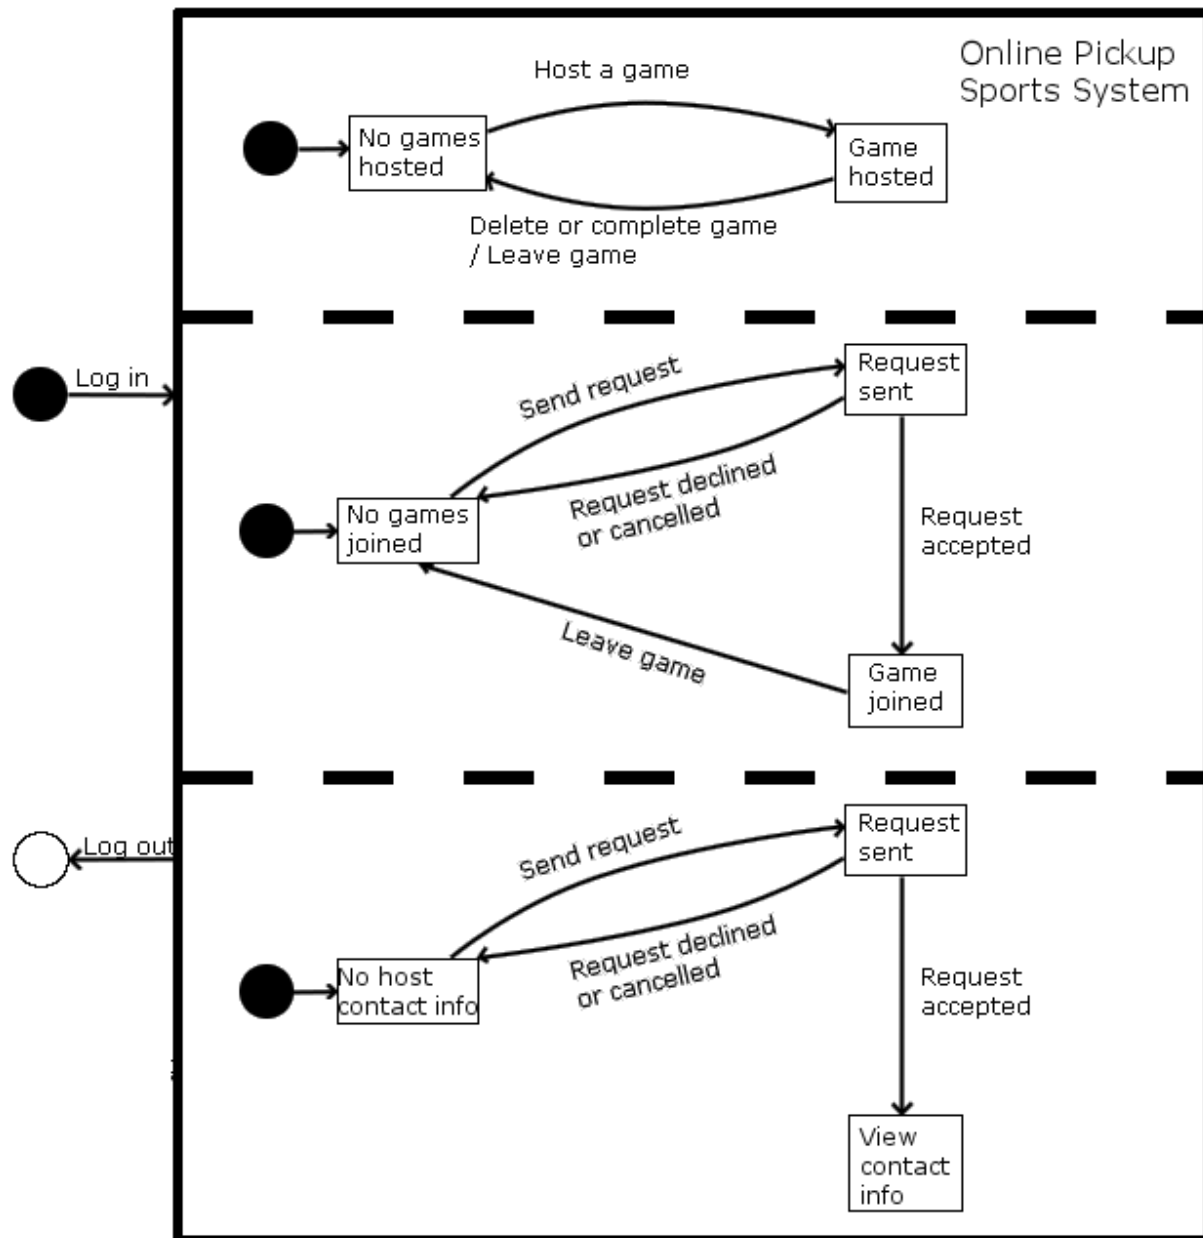 Online Pickup
Sports System
Host a game
No games
hosted
Game
hosted
Delete or complete game
/ Leave game
Log in
Send request
Request
sent
Request declined
or cancelled
No games
joined
Request
accepted
Leave game
Game
joined
Log out
Send request
Request
sent
Request declined
or cancelled
No host
contact info
Request
accepted
View
contact
info